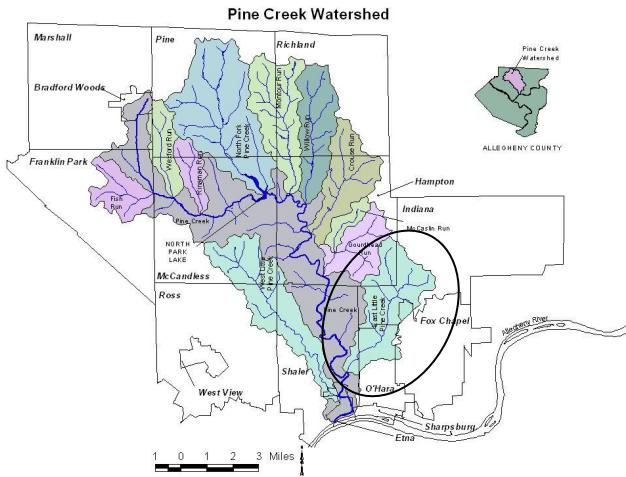 Pine Creek Watershed
Marshall
Pine
Richland
Pine Creek
Watershed
ALLEGHENY COUNTY
Bradford Woods
Wexford Run
Rinaman Run
North Fork
Pine Creek
Montour Run
Willow Run
Crouse Run
Franklin Park
Fish
Run
Pine Creek
Hampton
Indiana
McCaslin Run
Gourdhead
Run
NORTH
PARK
LAKE
McCandless
West Little
Pine Creek
Ross
Pine Creek
East Little
Pine Creek
Fox Chapel
Allegheny River
Shaler
O'Hara
West View
Sharpsburg
Etna
1 0 1 2 3 Miles